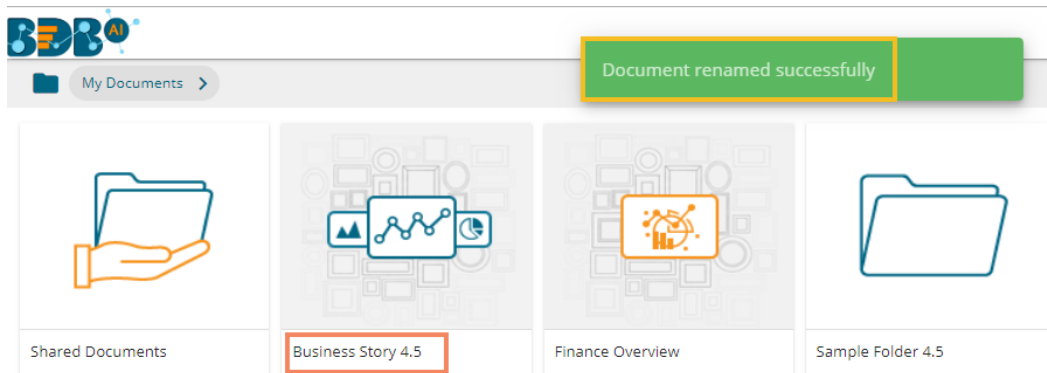 BDB AI
Document renamed successfully
My Documents
Shared Documents
Business Story 4.5
Finance Overview
Sample Folder 4.5